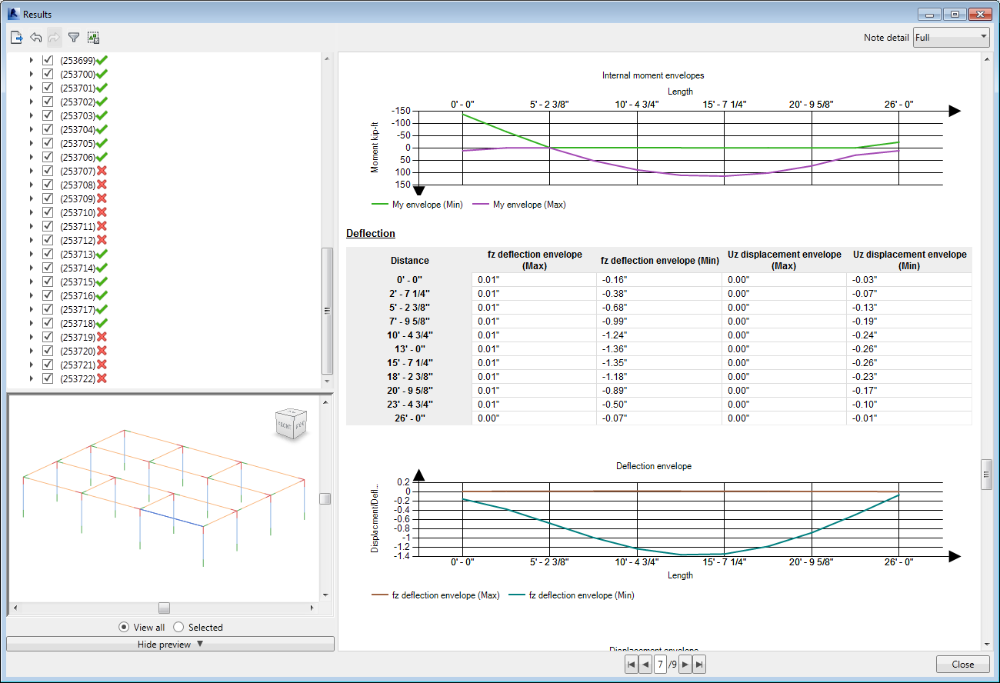 Results
Note detail Full
(253699)
(253700)
(253701)
(253702)
(253703)
(253704)
(253705)
(253706)
(253707)
(253708)
(253709)
(253710)
(253711)
(253712)
(253713)
(253714)
(253715)
(253716)
(253717)
(253718)
(253719)
(253720)
(253721)
(253722)
FRONT
View all Selected
Hide preview
Internal moment envelopes
Length
0' - 0" 5' - 2 3/8" 10' - 4 3/4" 15' - 7 1/4" 20' - 9 5/8" 26' - 0"
Moment kip-ft
-150
-100
-50
0
50
100
150
My envelope (Min) My envelope (Max)
Deflection
Distance fz deflection envelope (Max) fz deflection envelope (Min) Uz displacement envelope (Max) Uz displacement envelope (Min)
0' - 0" 0.01" -0.16" 0.00" -0.03"
2' - 7 1/4" 0.01" -0.38" 0.00" -0.07"
5' - 2 3/8" 0.01" -0.68" 0.00" -0.13"
7' - 9 5/8" 0.01" -0.99" 0.00" -0.19"
10' - 4 3/4" 0.01" -1.24" 0.00" -0.24"
13' - 0" 0.01" -1.36" 0.00" -0.26"
15' - 7 1/4" 0.01" -1.35" 0.00" -0.26"
18' - 2 3/8" 0.01" -1.18" 0.00" -0.23"
20' - 9 5/8" 0.01" -0.89" 0.00" -0.17"
23' - 4 3/4" 0.01" -0.50" 0.00" -0.10"
26' - 0" 0.00" -0.07" 0.00" -0.01"
Deflection envelope
Displacment/Defl...
0.2
0
-0.2
-0.4
-0.6
-0.8
-1
-1.2
-1.4
0' - 0" 5' - 2 3/8" 10' - 4 3/4" 15' - 7 1/4" 20' - 9 5/8" 26' - 0"
Length
fz deflection envelope (Max) fz deflection envelope (Min)
Displacement envelope
7 /9
Close